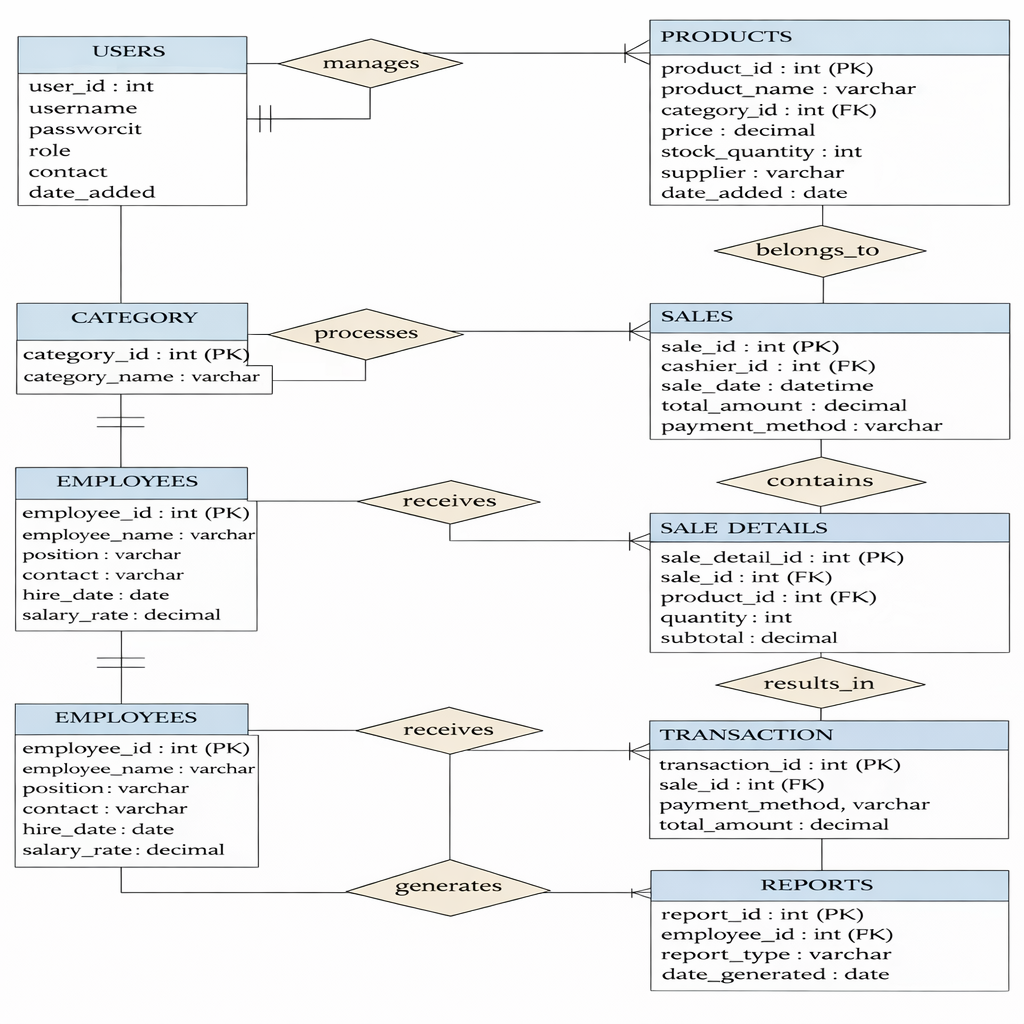 USERS
user_id : int
username
passworcit
role
contact
date_added
manages
PRODUCTS
product_id : int (PK)
product_name : varchar
category_id : int (FK)
price : decimal
stock_quantity : int
supplier : varchar
date_added : date
belongs_to
CATEGORY
category_id : int (PK)
category_name : varchar
processes
SALES
sale_id : int (PK)
cashier_id : int (FK)
sale_date : datetime
total_amount : decimal
payment_method : varchar
contains
EMPLOYEES
employee_id : int (PK)
employee_name : varchar
position : varchar
contact : varchar
hire_date : date
salary_rate : decimal
receives
SALE DETAILS
sale_detail_id : int (PK)
sale_id : int (FK)
product_id : int (FK)
quantity : int
subtotal : decimal
results_in
EMPLOYEES
employee_id : int (PK)
employee_name : varchar
position : varchar
contact : varchar
hire_date : date
salary_rate : decimal
receives
TRANSACTION
transaction_id : int (PK)
sale_id : int (FK)
payment_method, varchar
total_amount : decimal
generates
REPORTS
report_id : int (PK)
employee_id : int (FK)
report_type : varchar
date_generated : date